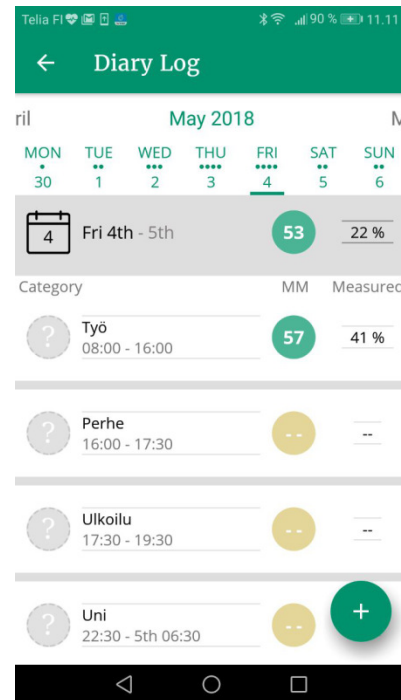 Telia FI 90 % 11.11
Diary Log
ril May 2018 M
MON TUE WED THU FRI SAT SUN
30 1 2 3 4 5 6
4 Fri 4th - 5th 53 22 %
Category MM Measured
? Työ 57 41 %
08:00 - 16:00
? Perhe -- --
16:00 - 17:30
? Ulkoilu -- --
17:30 - 19:30
? Uni --
22:30 - 5th 06:30
+